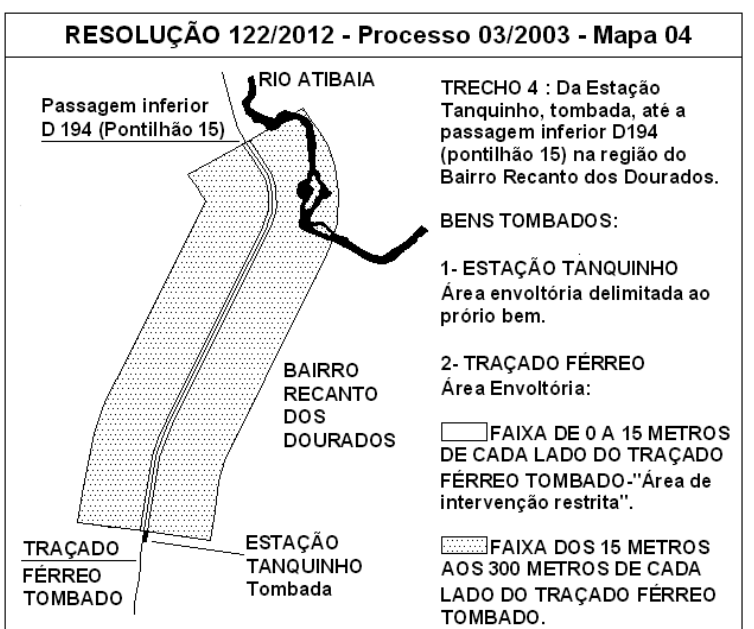 RESOLUÇÃO 122/2012 - Processo 03/2003 - Mapa 04
RIO ATIBAIA
Passagem inferior
D 194 (Pontilhão 15)
BAIRRO
RECANTO
DOS
DOURADOS
ESTAÇÃO
TANQUINHO
Tombada
TRAÇADO
FÉRREO
TOMBADO
TRECHO 4 : Da Estação
Tanquinho, tombada, até a
passagem inferior D194
(pontilhão 15) na região do
Bairro Recanto dos Dourados.
BENS TOMBADOS:
1- ESTAÇÃO TANQUINHO
Área envoltória delimitada ao
prório bem.
2- TRAÇADO FÉRREO
Área Envoltória:
FAIXA DE 0 A 15 METROS
DE CADA LADO DO TRAÇADO
FÉRREO TOMBADO-"Área de
intervenção restrita".
FAIXA DOS 15 METROS
AOS 300 METROS DE CADA
LADO DO TRAÇADO FÉRREO
TOMBADO.